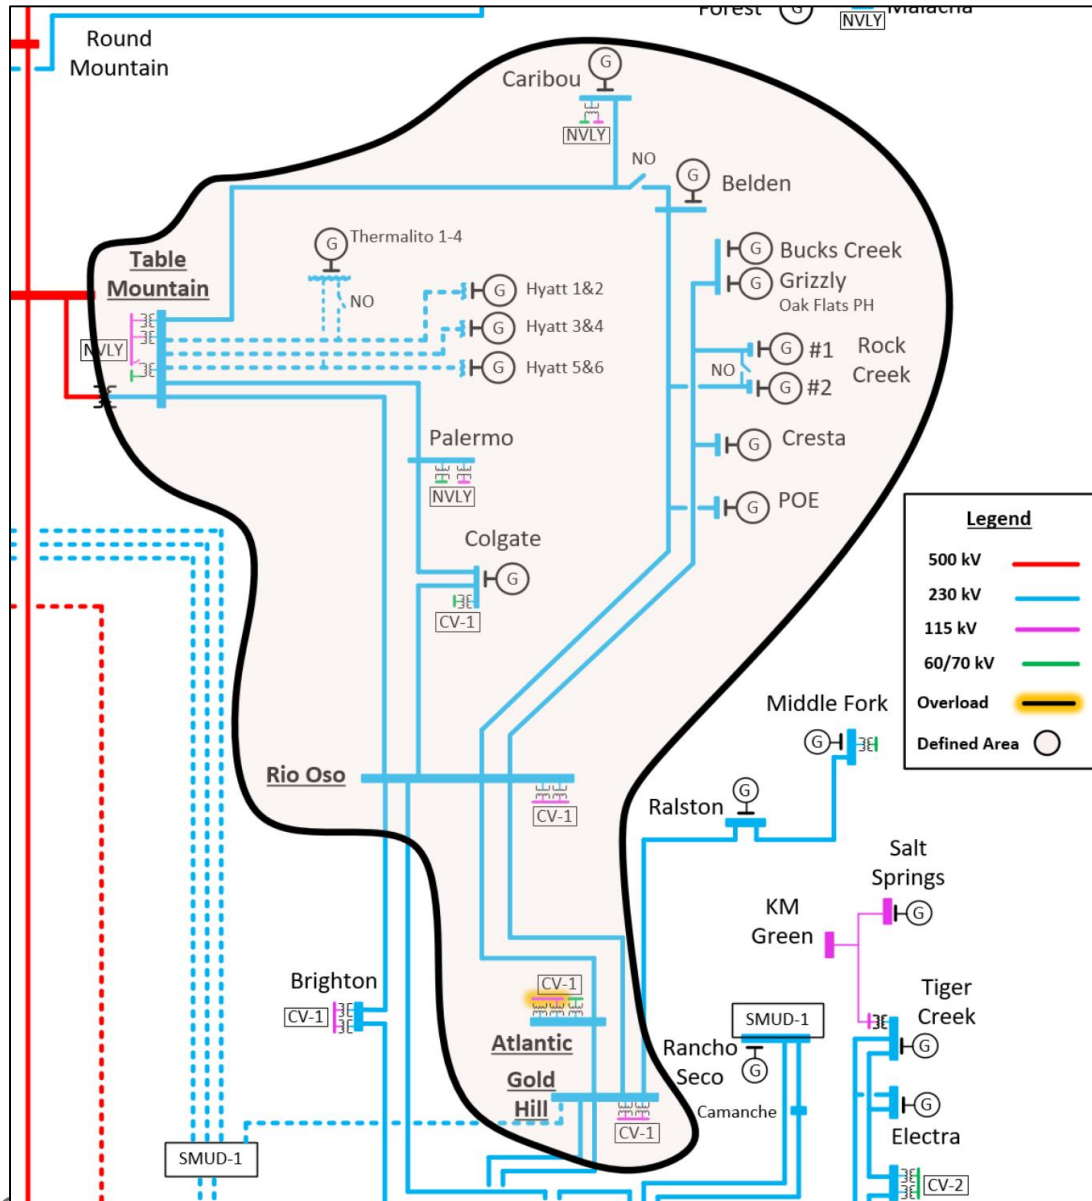 Forest
G
NVLY
Malacha
Round
Mountain
Caribou
G
NVLY
NO
G
Belden
G
Thermalito 1-4
NO
Table
Mountain
NVLY
G
Hyatt 1&2
G
Hyatt 3&4
G
Hyatt 5&6
G
Bucks Creek
G
Grizzly
Oak Flats PH
G
#1
NO
G
#2
Rock
Creek
G
Cresta
G
POE
Palermo
NVLY
Colgate
G
CV-1
Legend
500 kV
230 kV
115 kV
60/70 kV
Overload
Defined Area
Rio Oso
CV-1
Middle Fork
G
Ralston
G
Salt
Springs
G
KM
Green
Tiger
Creek
G
Brighton
CV-1
CV-1
Atlantic
Gold
Hill
CV-1
SMUD-1
Rancho
Seco
G
Camanche
G
Electra
CV-2
SMUD-1